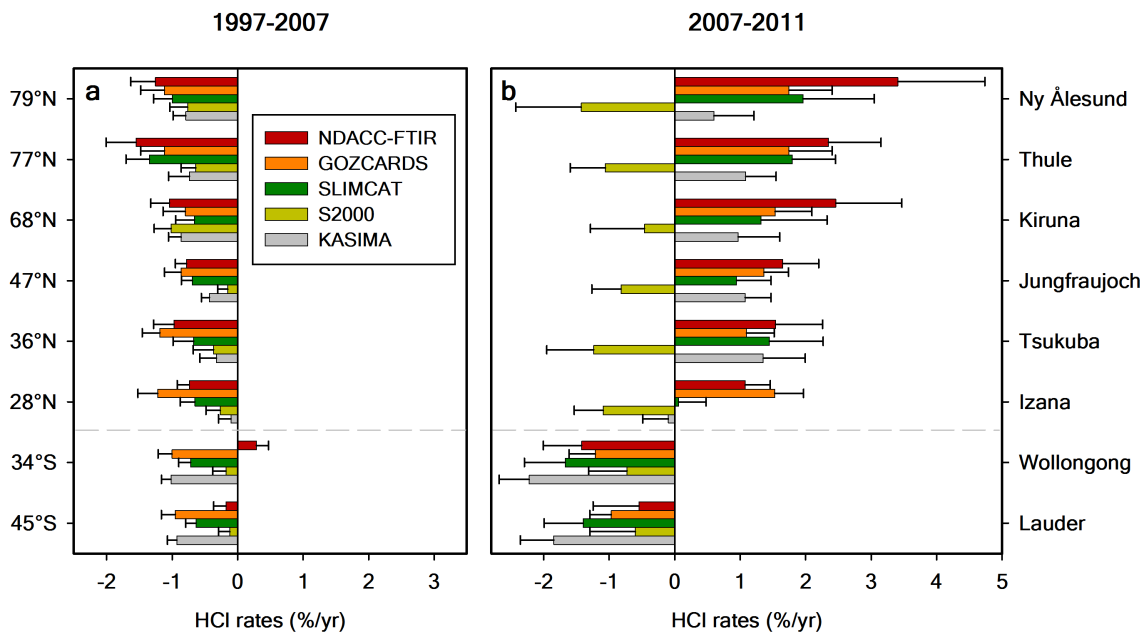 1997-2007
2007-2011
a
b
NDACC-FTIR
GOZCARDS
SLIMCAT
S2000
KASIMA
79°N
77°N
68°N
47°N
36°N
28°N
34°S
45°S
Ny Ålesund
Thule
Kiruna
Jungfraujoch
Tsukuba
Izana
Wollongong
Lauder
-2 -1 0 1 2 3
-2 -1 0 1 2 3 4 5
HCl rates (%/yr)
HCl rates (%/yr)